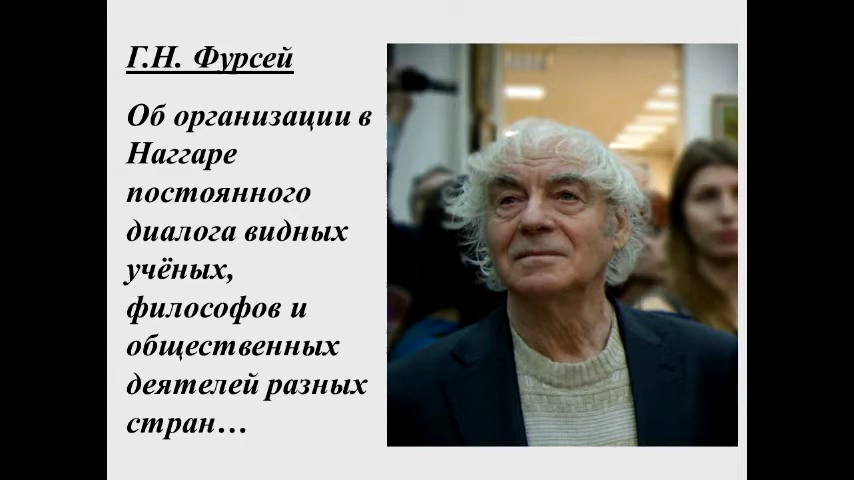 Г.Н. Фурсей
Об организации в
Наггаре
постоянного
диалога видных
учёных,
философов и
общественных
деятелей разных
стран…